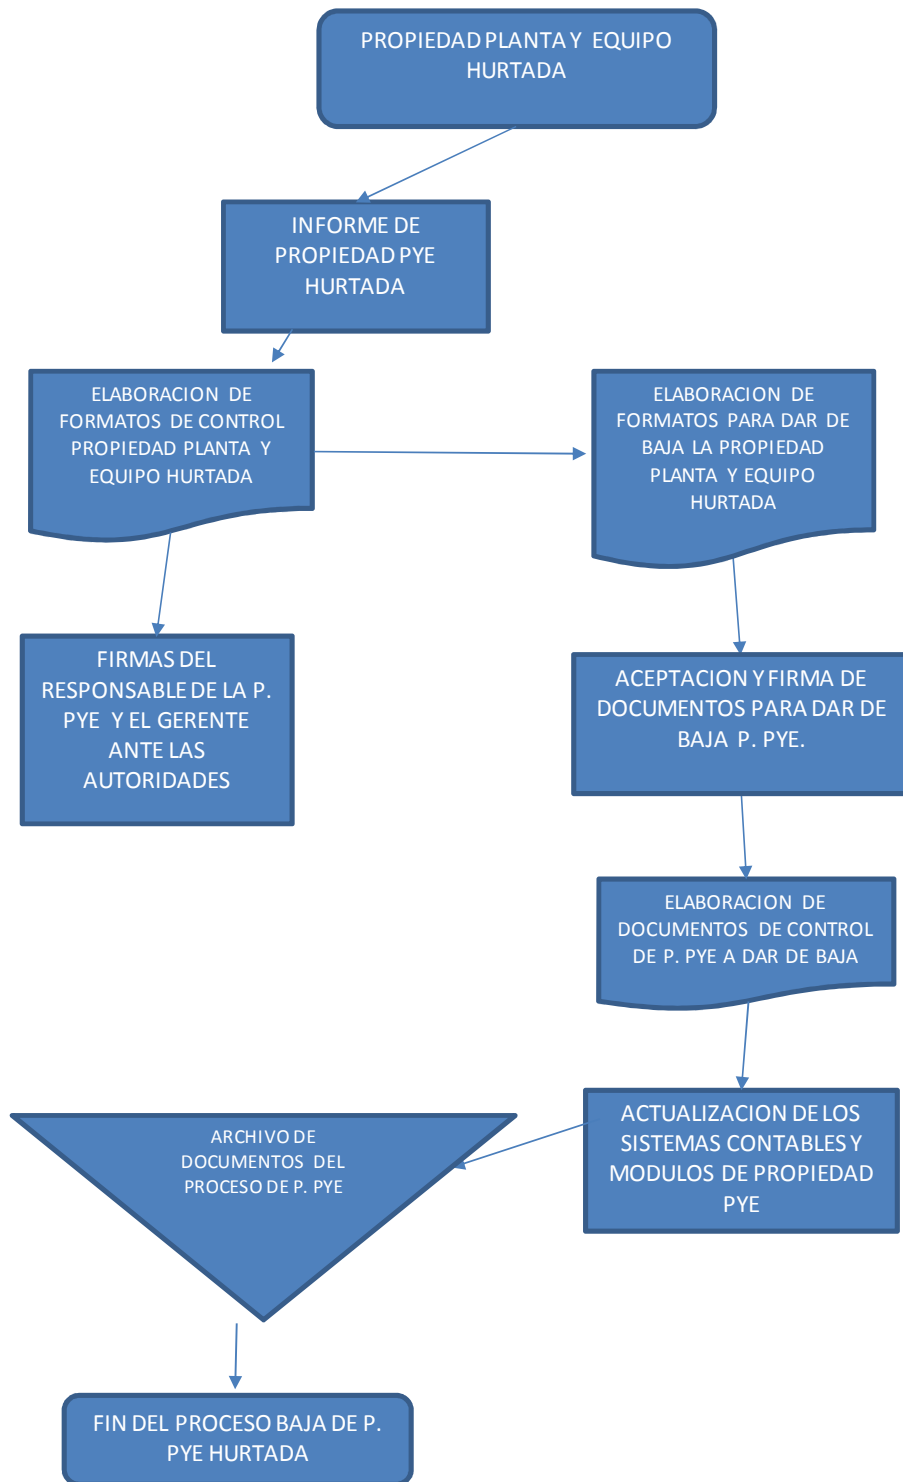 PROPIEDAD PLANTA Y EQUIPO
HURTADA
INFORME DE
PROPIEDAD PYE
HURTADA
ELABORACION DE
FORMATOS DE CONTROL
PROPIEDAD PLANTA Y
EQUIPO HURTADA
ELABORACION DE
FORMATOS PARA DAR DE
BAJA LA PROPIEDAD
PLANTA Y EQUIPO
HURTADA
FIRMAS DEL
RESPONSABLE DE LA P.
PYE Y EL GERENTE
ANTE LAS
AUTORIDADES
ACEPTACION Y FIRMA DE
DOCUMENTOS PARA DAR DE
BAJA P. PYE.
ELABORACION DE
DOCUMENTOS DE CONTROL
DE P. PYE A DAR DE BAJA
ACTUALIZACION DE LOS
SISTEMAS CONTABLES Y
MODULOS DE PROPIEDAD
PYE
ARCHIVO DE
DOCUMENTOS DEL
PROCESO DE P. PYE
FIN DEL PROCESO BAJA DE P.
PYE HURTADA